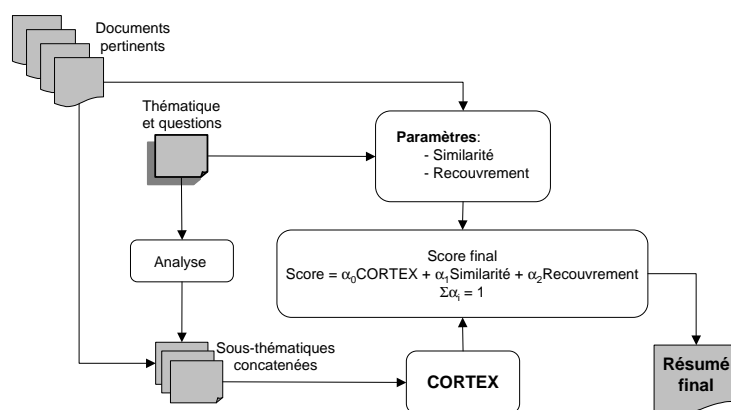 Documents
pertinents
Thématique
et questions
Paramètres:
- Similarité
- Recouvrement
Analyse
Score final
Score = α0CORTEX + α1Similarité + α2Recouvrement
Σαi = 1
Sous-thématiques
concatenées
CORTEX
Résumé
final